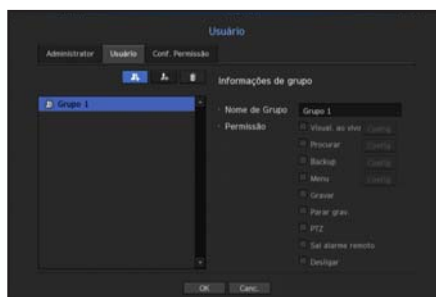 Usuário
Administrator Usuário Conf. Permissão
Informações de grupo
Grupo 1
· Nome de Grupo Grupo 1
· Permissão Visual. ao vivo Config.
Procurar Config.
Backup Config.
Menu Config.
Gravar
Parar grav.
PTZ
Sai alarme remoto
Desligar
OK Canc.